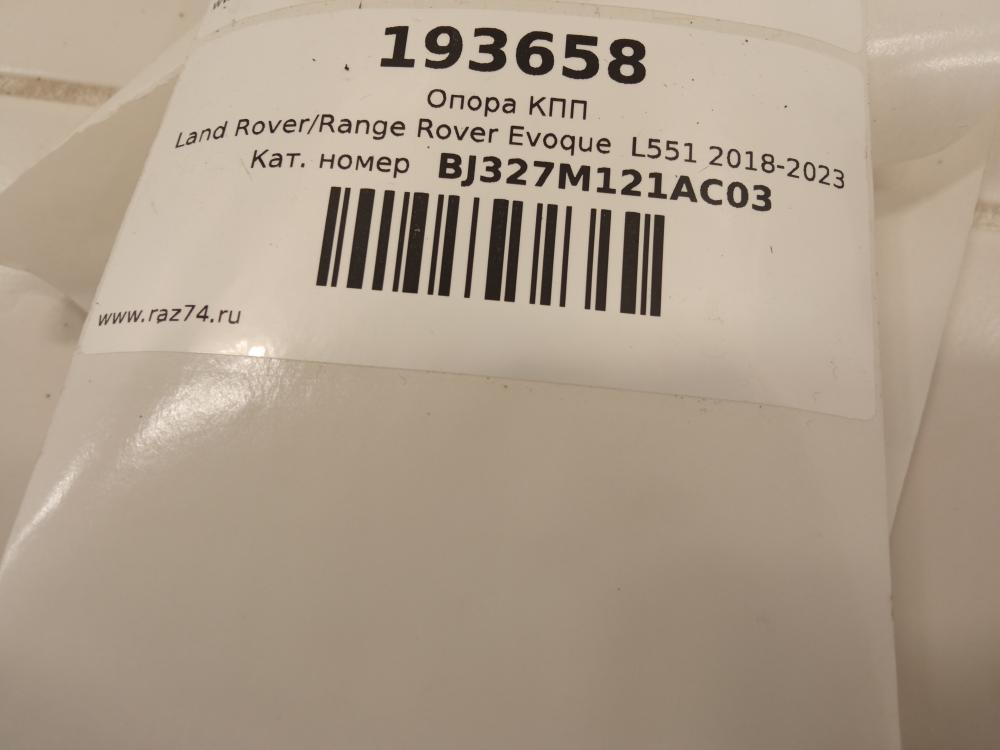 193658
Опора КПП
Land Rover/Range Rover Evoque L551 2018-2023
Кат. номер BJ327M121AC03
www.raz74.ru